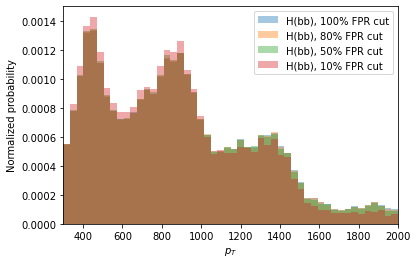 H(bb), 100% FPR cut
H(bb), 80% FPR cut
H(bb), 50% FPR cut
H(bb), 10% FPR cut
Normalized probability
0.0014
0.0012
0.0010
0.0008
0.0006
0.0004
0.0002
0.0000
400 600 800 1000 1200 1400 1600 1800 2000
p_T